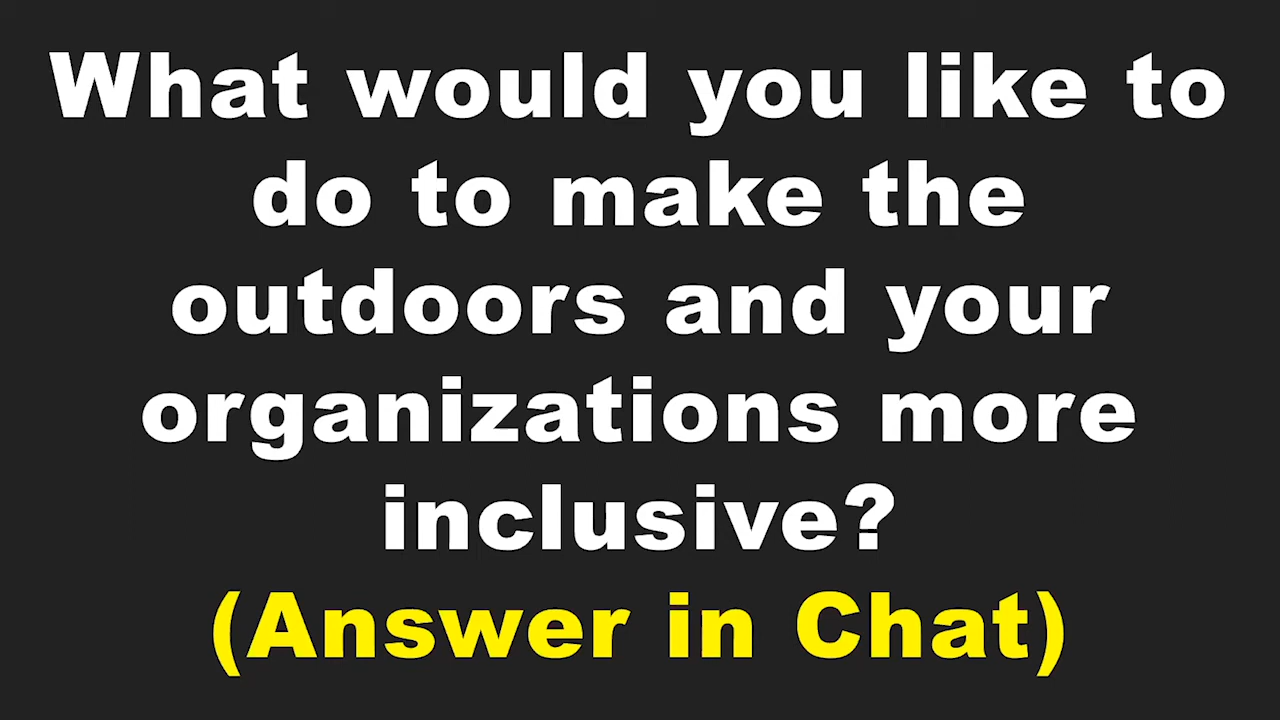 What would you like to
do to make the
outdoors and your
organizations more
inclusive?
(Answer in Chat)